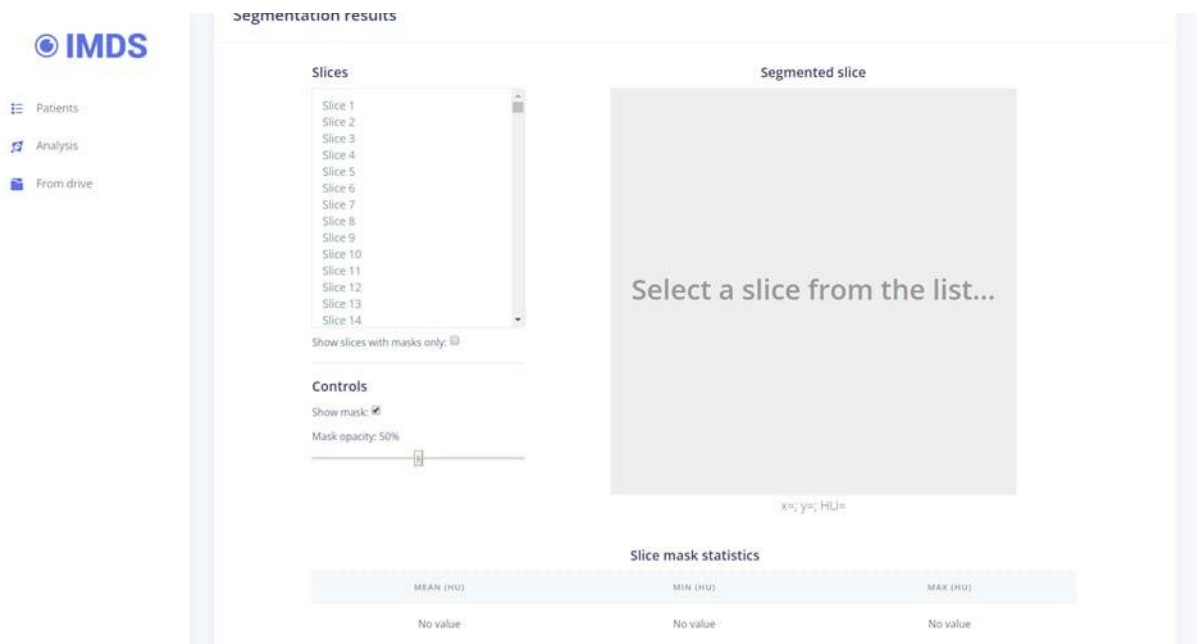 Segmentation results
IMDS
Patients
Analysis
From drive
Slices
Slice 1
Slice 2
Slice 3
Slice 4
Slice 5
Slice 6
Slice 7
Slice 8
Slice 9
Slice 10
Slice 11
Slice 12
Slice 13
Slice 14
Show slices with masks only:
Controls
Show mask:
Mask opacity: 50%
Segmented slice
Select a slice from the list...
x=; y=; HU=
Slice mask statistics
MEAN (HU) MIN (HU) MAX (HU)
No value No value No value